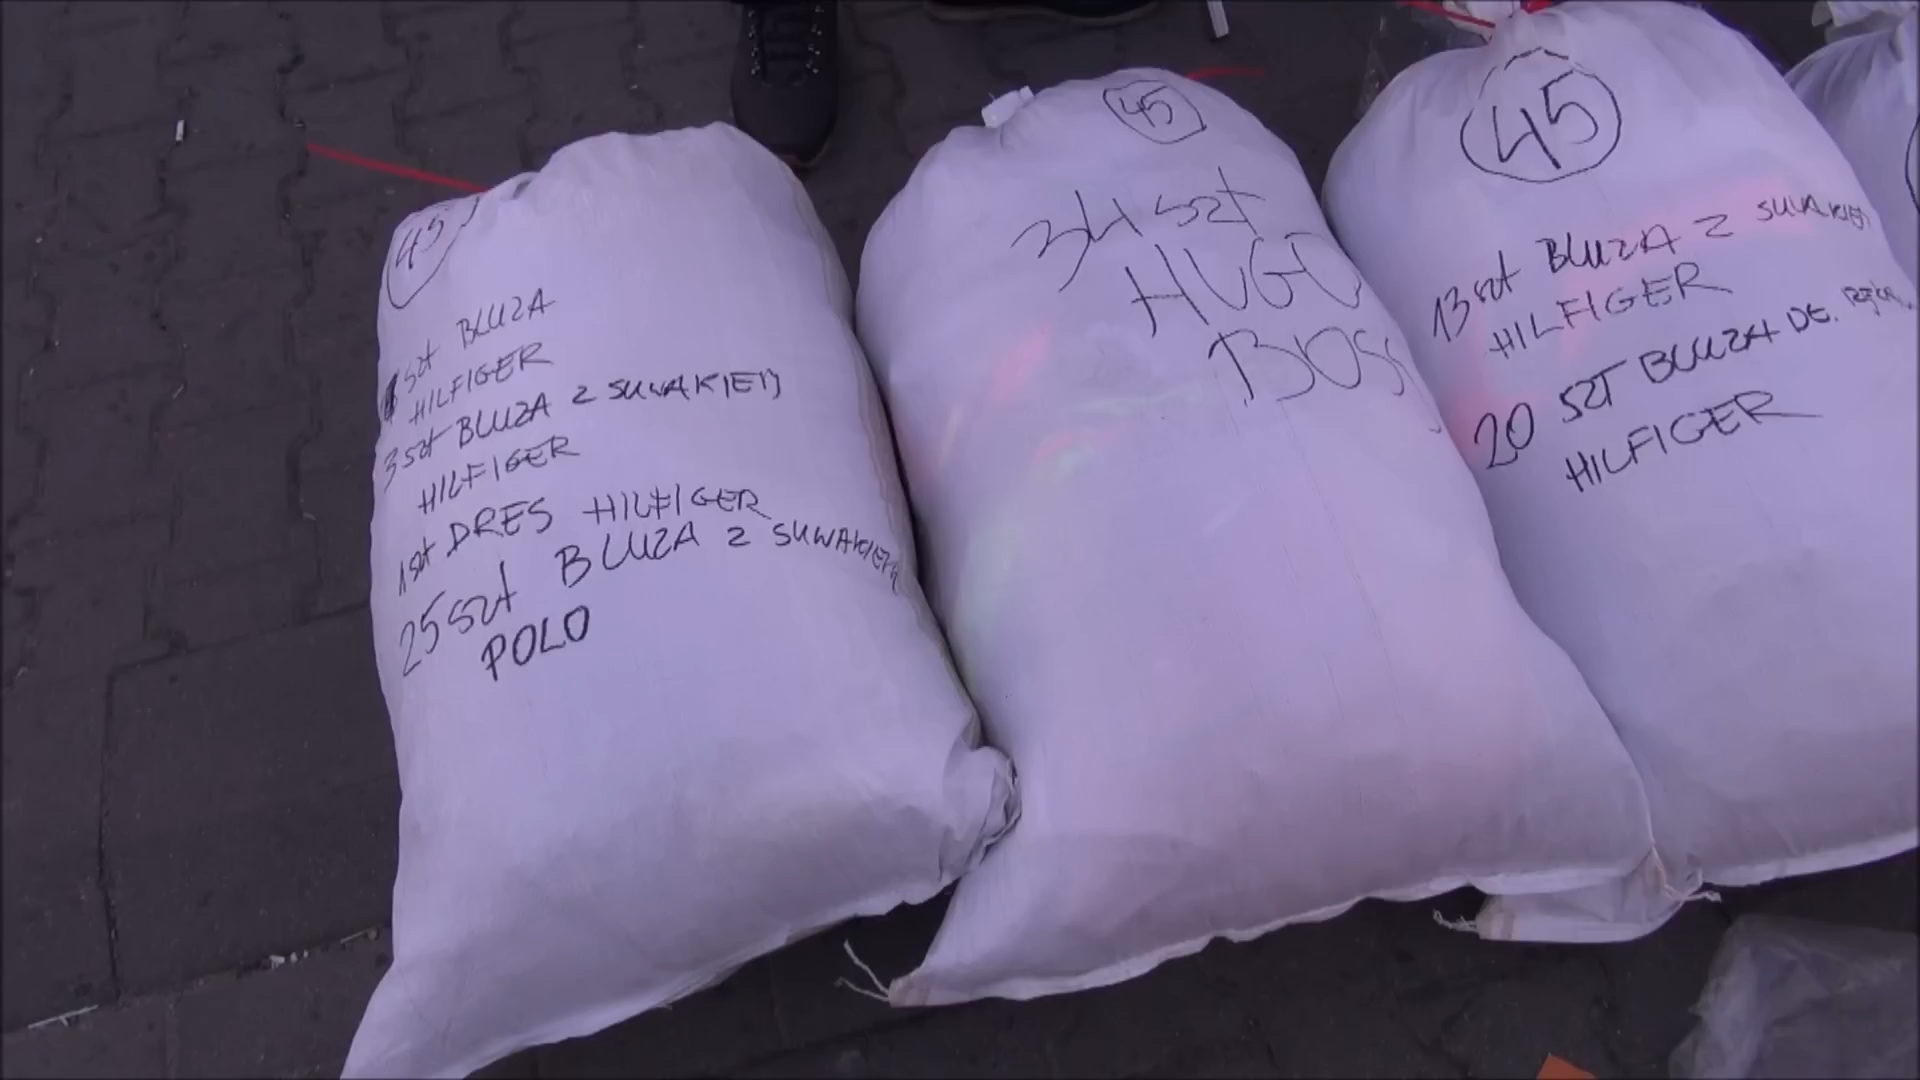 45
szt BLUZA
HILFIGER
3 szt BLUZA Z SUWAKIEM
HILFIGER
1 szt DRES HILFIGER
25 szt BLUZA Z SUWAKIEM
POLO
45
34 szt
HUGO
BOSS
45
13 szt BLUZA Z SUWAKIEM
HILFIGER
20 SZT BLUZA DŁ.
HILFIGER